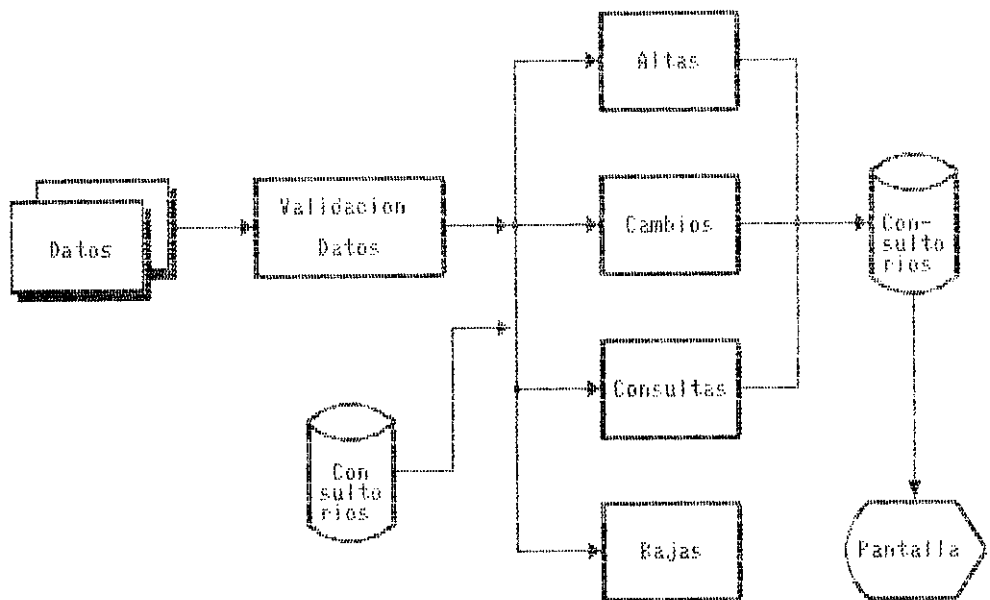 Altas
Validacion
Datos
Datos
Cambios
Con-
sulto
rios
Consultas
Con
sulto
rios
Bajas
Pantalla